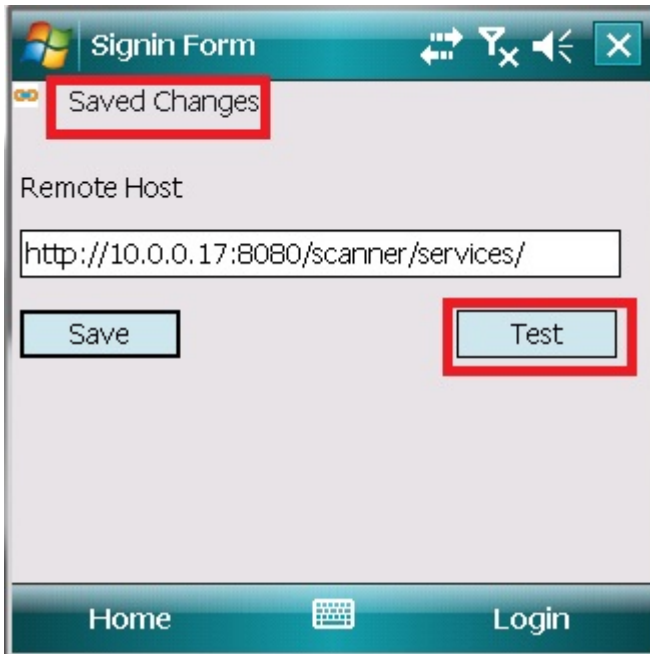 Signin Form
Saved Changes
Remote Host
http://10.0.0.17:8080/scanner/services/
Save Test
Home Login